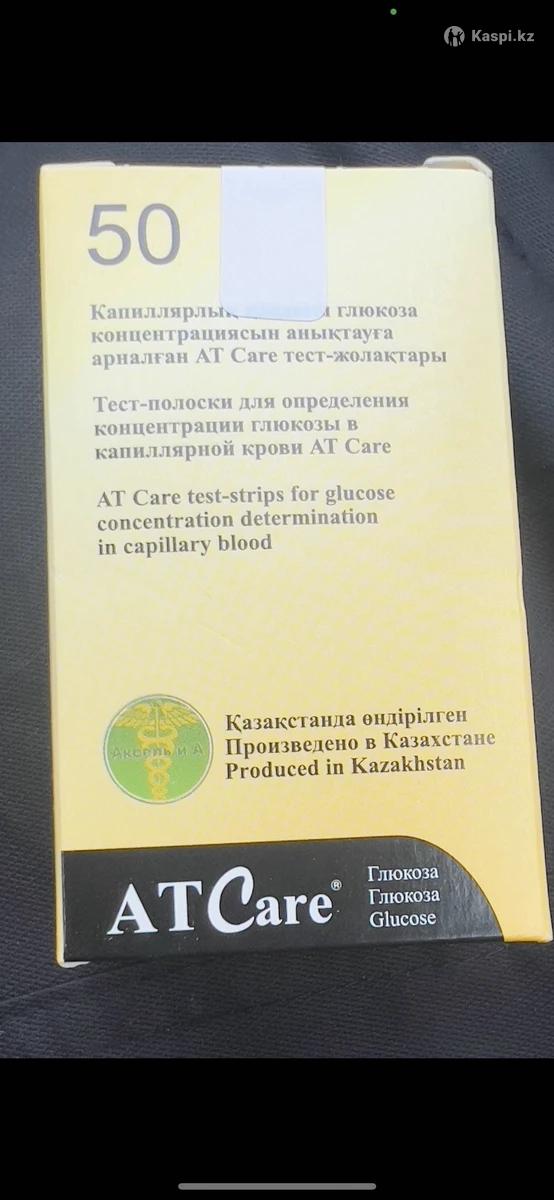 Kaspi.kz
50
Капиллярлық глюкоза
концентрациясын анықтауға
арналған AT Care тест-жолақтары
Тест-полоски для определения
концентрации глюкозы в
капиллярной крови AT Care
AT Care test-strips for glucose
concentration determination
in capillary blood
Аксель и А
Қазақстанда өндірілген
Произведено в Казахстане
Produced in Kazakhstan
ATCare®
Глюкоза
Глюкоза
Glucose